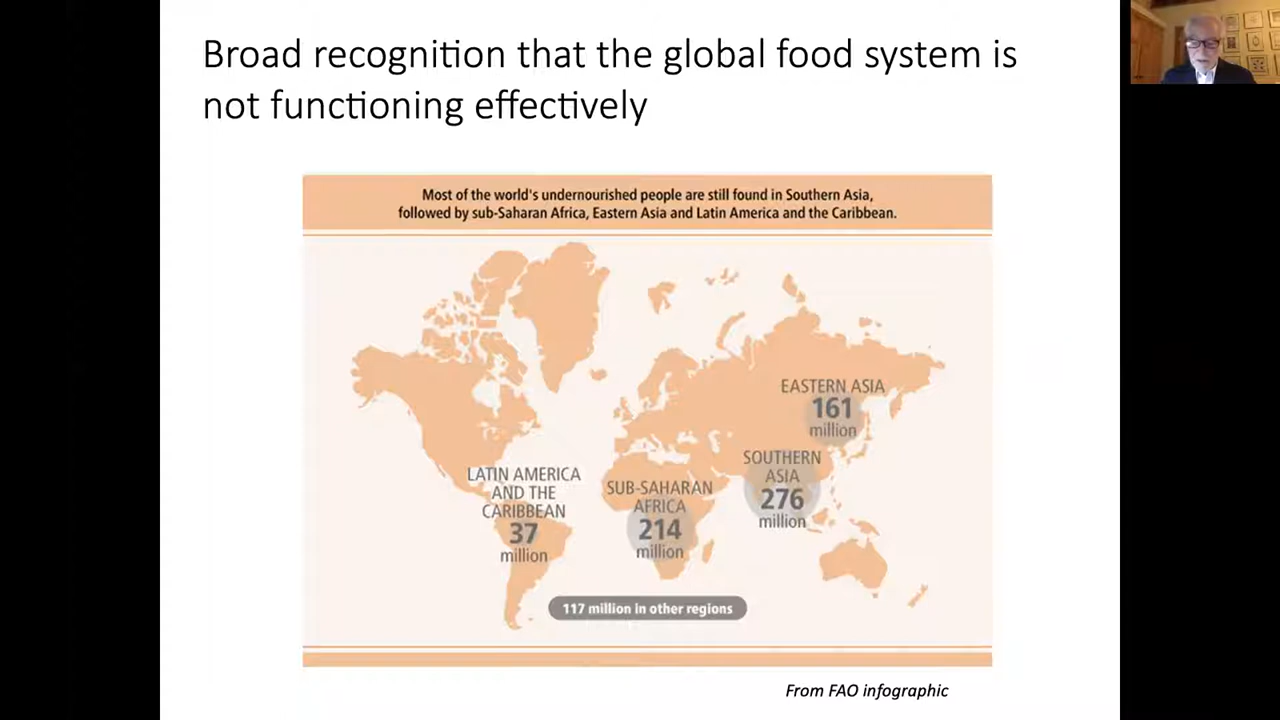 Broad recognition that the global food system is
not functioning effectively
Most of the world's undernourished people are still found in Southern Asia,
followed by sub-Saharan Africa, Eastern Asia and Latin America and the Caribbean.
EASTERN ASIA
161
million
SOUTHERN
ASIA
276
million
LATIN AMERICA
AND THE
CARIBBEAN
37
million
SUB-SAHARAN
AFRICA
214
million
117 million in other regions
From FAO infographic